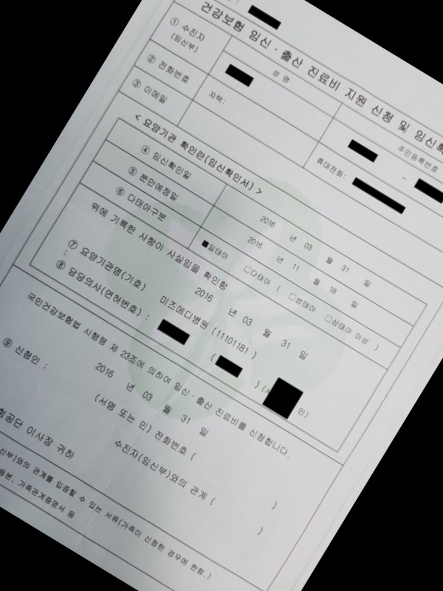 건강보험 임신·출산 진료비 지원 신청 및 임신확
① 수진자 (임신부)
성 명
주민등록번호
-
② 전화번호
자택:
휴대전화:
③ 이메일
< 요양기관 확인란(임신확인서) >
④ 임신확인일
2016 년 03 월 31 일
⑤ 분만예정일
2016 년 11 월 18 일
⑥ 다태아구분
■일태아 □다태아 ( □쌍태아 □삼태아 이상 )
위에 기록한 사항이 사실임을 확인함
2016 년 03 월 31 일
⑦ 요양기관명(기호) : 미즈메디병원 (11101181 )
⑧ 담당의사(면허번호) : ( ) ( 인)
국민건강보험법 시행령 제 23조에 의하여 임신·출산 진료비를 신청합니다.
2016 년 03 월 31 일
⑨ 신청인 : (서명 또는 인) 전화번호 ( )
수진자(임신부)와의 관계 ( )
험공단 이사장 귀하
신부)와의 관계를 입증할 수 있는 서류(가족이 신청한 경우에 한함.)
등본, 가족관계증명서 등